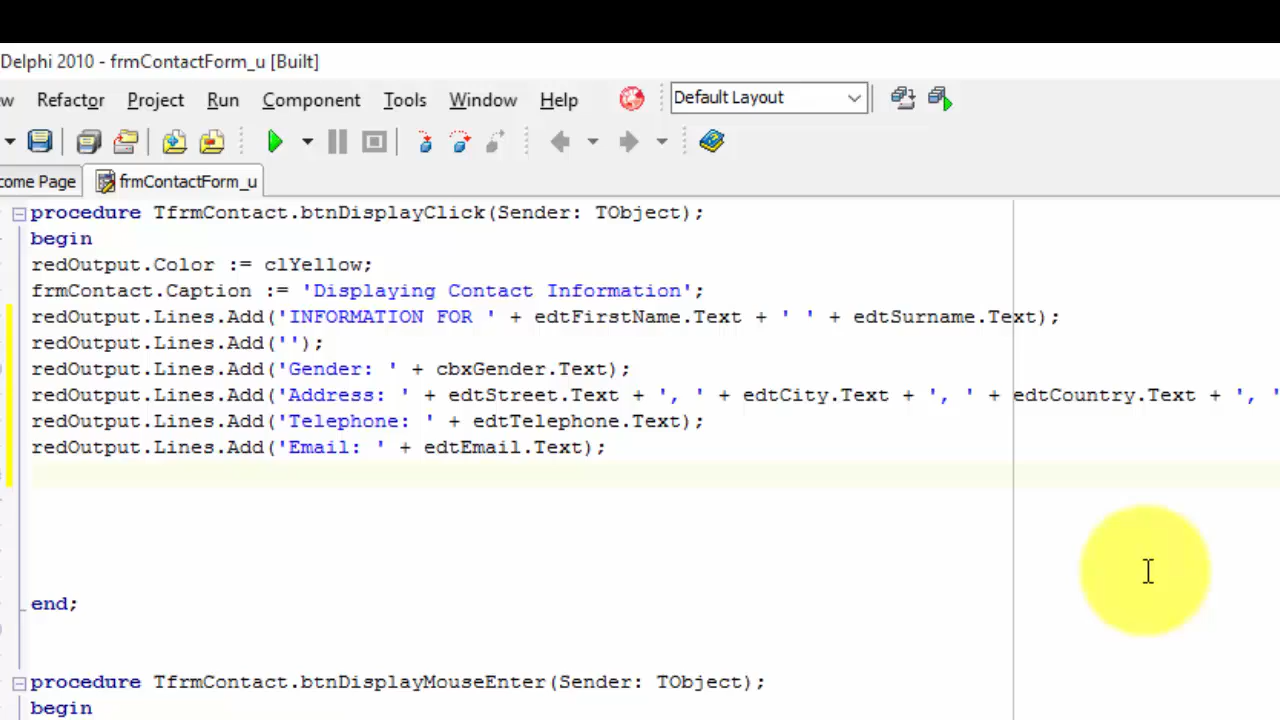 Delphi 2010 - frmContactForm_u [Built]
w Refactor Project Run Component Tools Window Help Default Layout
come Page frmContactForm_u
procedure TfrmContact.btnDisplayClick(Sender: TObject);
begin
redOutput.Color := clYellow;
frmContact.Caption := 'Displaying Contact Information';
redOutput.Lines.Add('INFORMATION FOR ' + edtFirstName.Text + ' ' + edtSurname.Text);
redOutput.Lines.Add('');
redOutput.Lines.Add('Gender: ' + cbxGender.Text);
redOutput.Lines.Add('Address: ' + edtStreet.Text + ', ' + edtCity.Text + ', ' + edtCountry.Text + ', '
redOutput.Lines.Add('Telephone: ' + edtTelephone.Text);
redOutput.Lines.Add('Email: ' + edtEmail.Text);
end;
procedure TfrmContact.btnDisplayMouseEnter(Sender: TObject);
begin